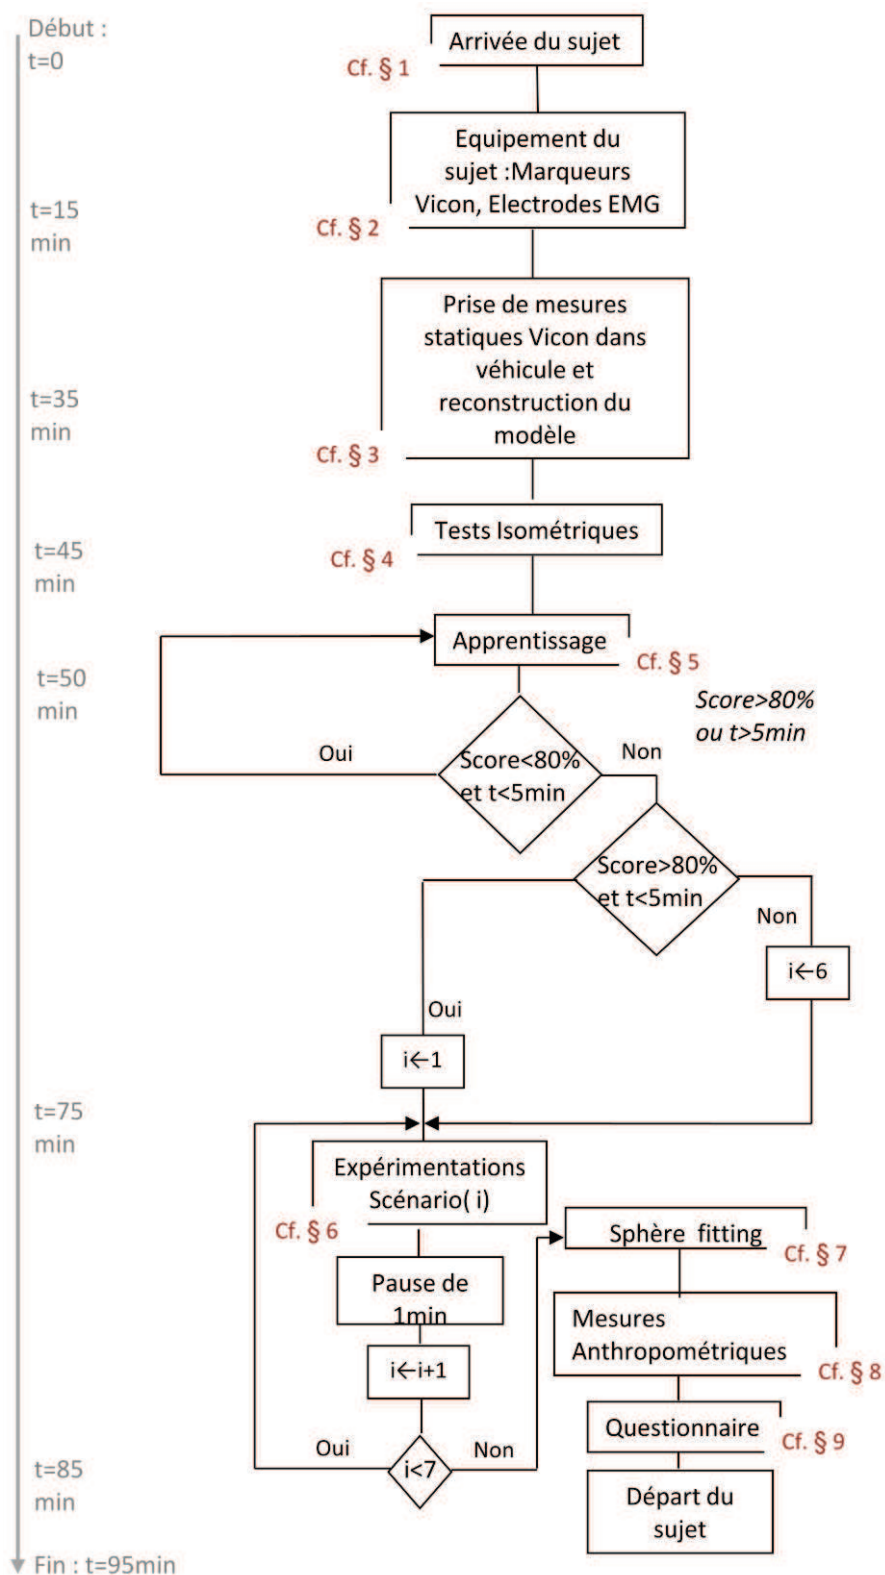 Début :
t=0
Arrivée du sujet
Cf. § 1
Equipement du
sujet :Marqueurs
Vicon, Electrodes EMG
t=15
min
Cf. § 2
Prise de mesures
statiques Vicon dans
véhicule et
reconstruction du
modèle
t=35
min
Cf. § 3
Tests Isométriques
t=45
min
Cf. § 4
Apprentissage
Cf. § 5
t=50
min
Score>80%
ou t>5min
Oui
Score<80%
et t<5min
Non
Score>80%
et t<5min
Non
i←6
Oui
i←1
t=75
min
Expérimentations
Scénario( i)
Cf. § 6
Pause de
1min
i←i+1
Oui
i<7
Non
Sphère fitting
Cf. § 7
Mesures
Anthropométriques
Cf. § 8
Questionnaire
Cf. § 9
Départ du
sujet
t=85
min
Fin : t=95min